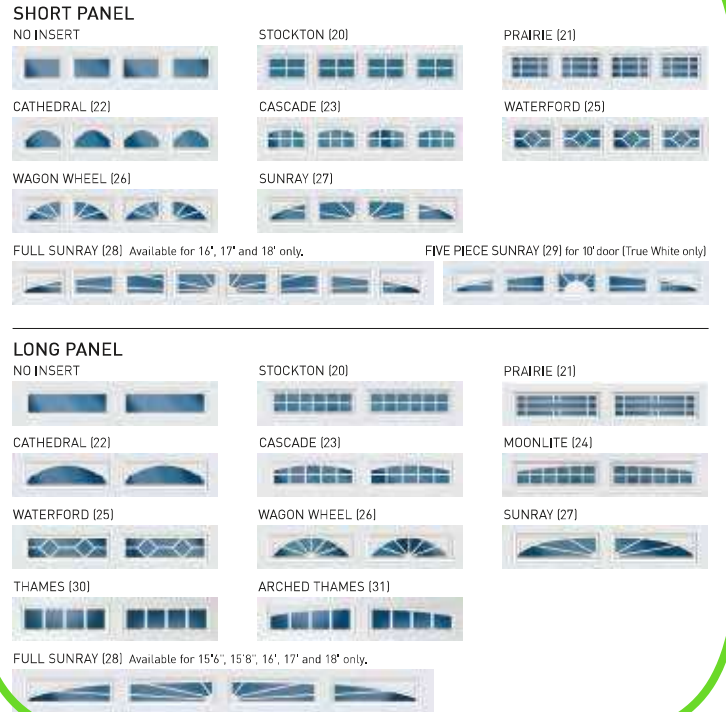 SHORT PANEL
NO INSERT
STOCKTON (20)
PRAIRIE (21)
CATHEDRAL (22)
CASCADE (23)
WATERFORD (25)
WAGON WHEEL (26)
SUNRAY (27)
FULL SUNRAY (28) Available for 16', 17' and 18' only.
FIVE PIECE SUNRAY (29) for 10' door (True White only)
LONG PANEL
NO INSERT
STOCKTON (20)
PRAIRIE (21)
CATHEDRAL (22)
CASCADE (23)
MOONLITE (24)
WATERFORD (25)
WAGON WHEEL (26)
SUNRAY (27)
THAMES (30)
ARCHED THAMES (31)
FULL SUNRAY (28) Available for 15'6", 15'8", 16', 17' and 18' only.